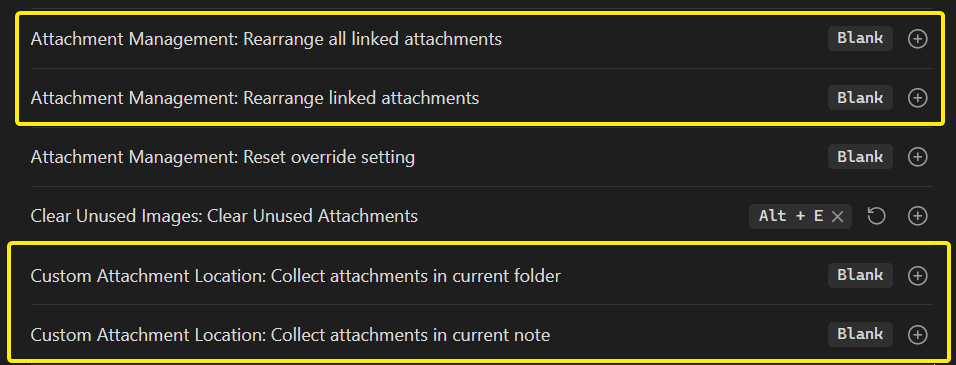 Attachment Management: Rearrange all linked attachments Blank
Attachment Management: Rearrange linked attachments Blank
Attachment Management: Reset override setting Blank
Clear Unused Images: Clear Unused Attachments Alt + E
Custom Attachment Location: Collect attachments in current folder Blank
Custom Attachment Location: Collect attachments in current note Blank